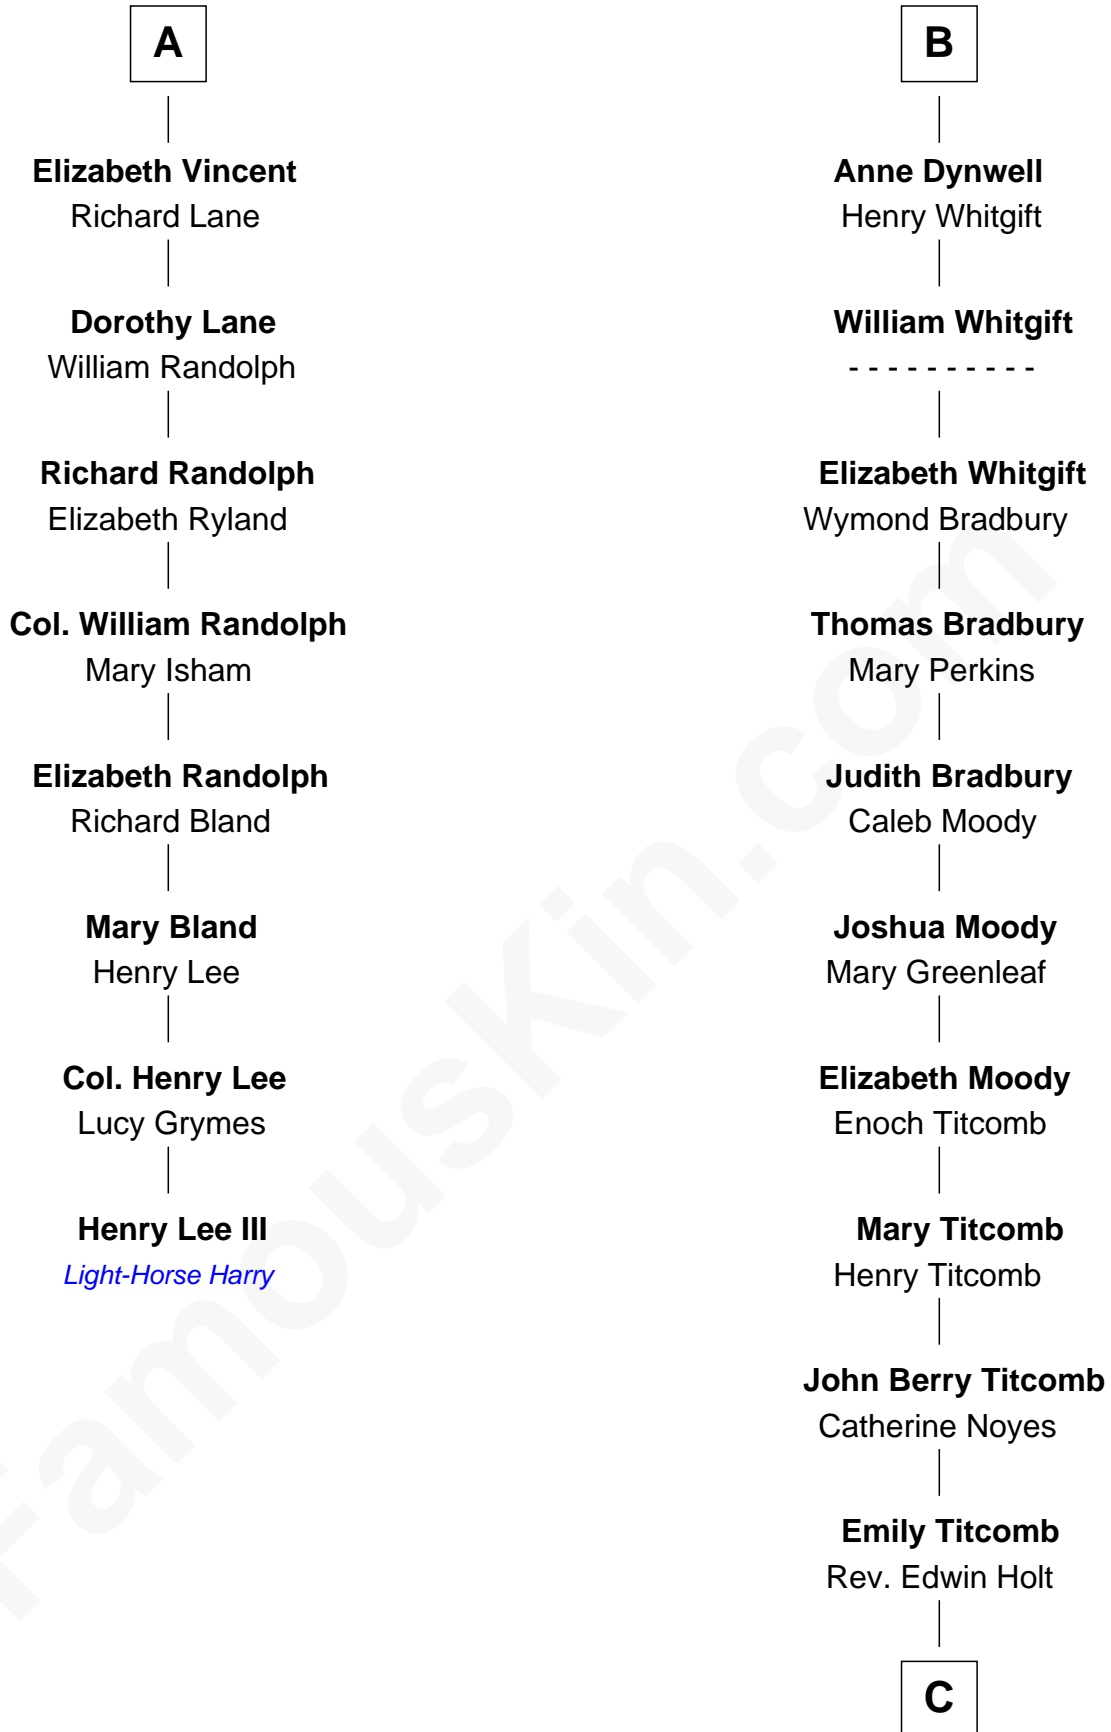 A
Elizabeth Vincent
Richard Lane
Dorothy Lane
William Randolph
Richard Randolph
Elizabeth Ryland
Col. William Randolph
Mary Isham
Elizabeth Randolph
Richard Bland
Mary Bland
Henry Lee
Col. Henry Lee
Lucy Grymes
Henry Lee III
Light-Horse Harry
B
Anne Dynwell
Henry Whitgift
William Whitgift
- - - - - - - - - -
Elizabeth Whitgift
Wymond Bradbury
Thomas Bradbury
Mary Perkins
Judith Bradbury
Caleb Moody
Joshua Moody
Mary Greenleaf
Elizabeth Moody
Enoch Titcomb
Mary Titcomb
Henry Titcomb
John Berry Titcomb
Catherine Noyes
Emily Titcomb
Rev. Edwin Holt
C
FamousKin.com